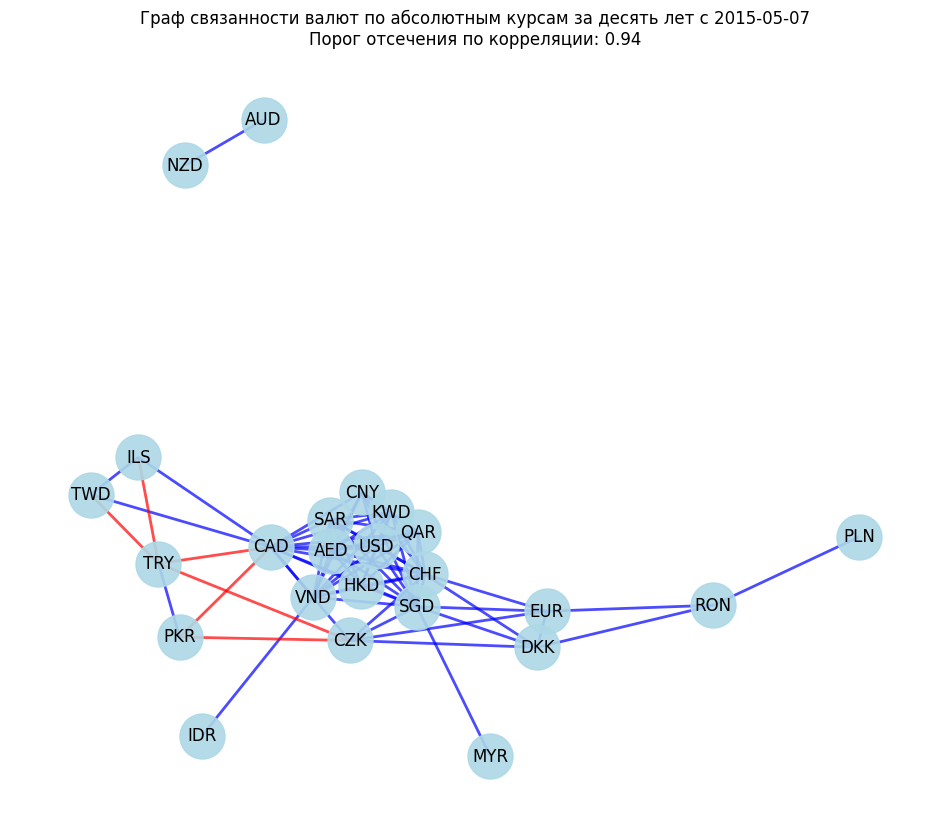 Граф связанности валют по абсолютным курсам за десять лет с 2015-05-07
Порог отсечения по корреляции: 0.94
AUD
NZD
ILS
TWD
CNY
KWD
SAR
QAR
PLN
CAD
AED
USD
TRY
CHF
HKD
VND
SGD
EUR
RON
PKR
CZK
DKK
IDR
MYR